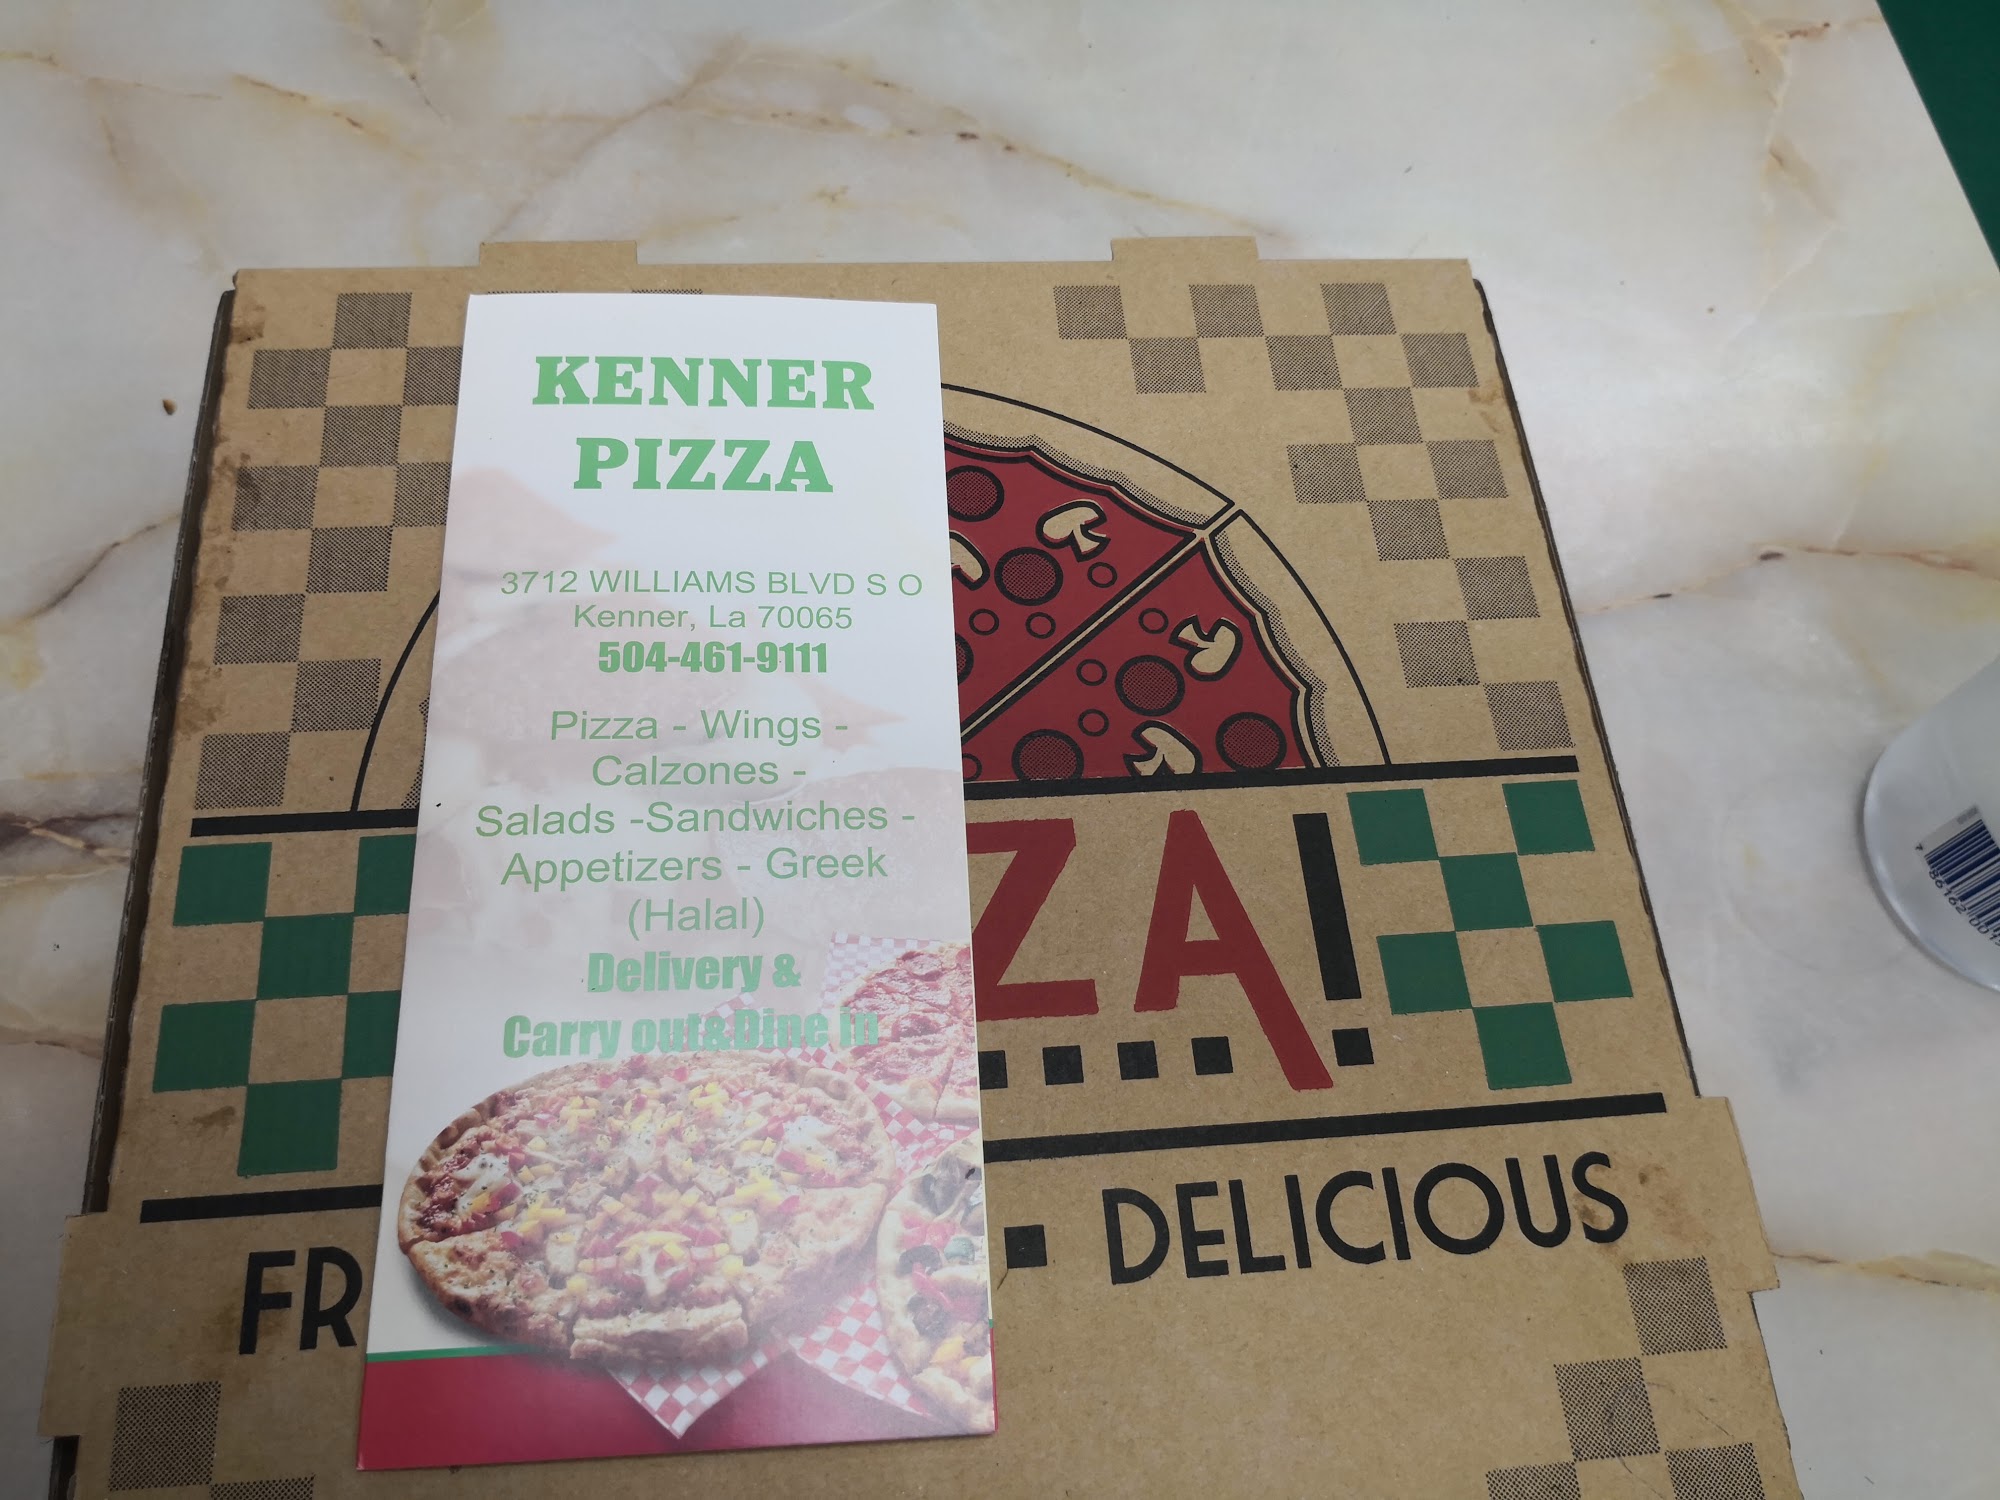 KENNER
PIZZA
3712 WILLIAMS BLVD S O
Kenner, La 70065
504-461-9111
Pizza - Wings -
Calzones -
Salads -Sandwiches -
Appetizers - Greek
(Halal)
Delivery &
Carry out&Dine in
ZZA!
FR
DELICIOUS